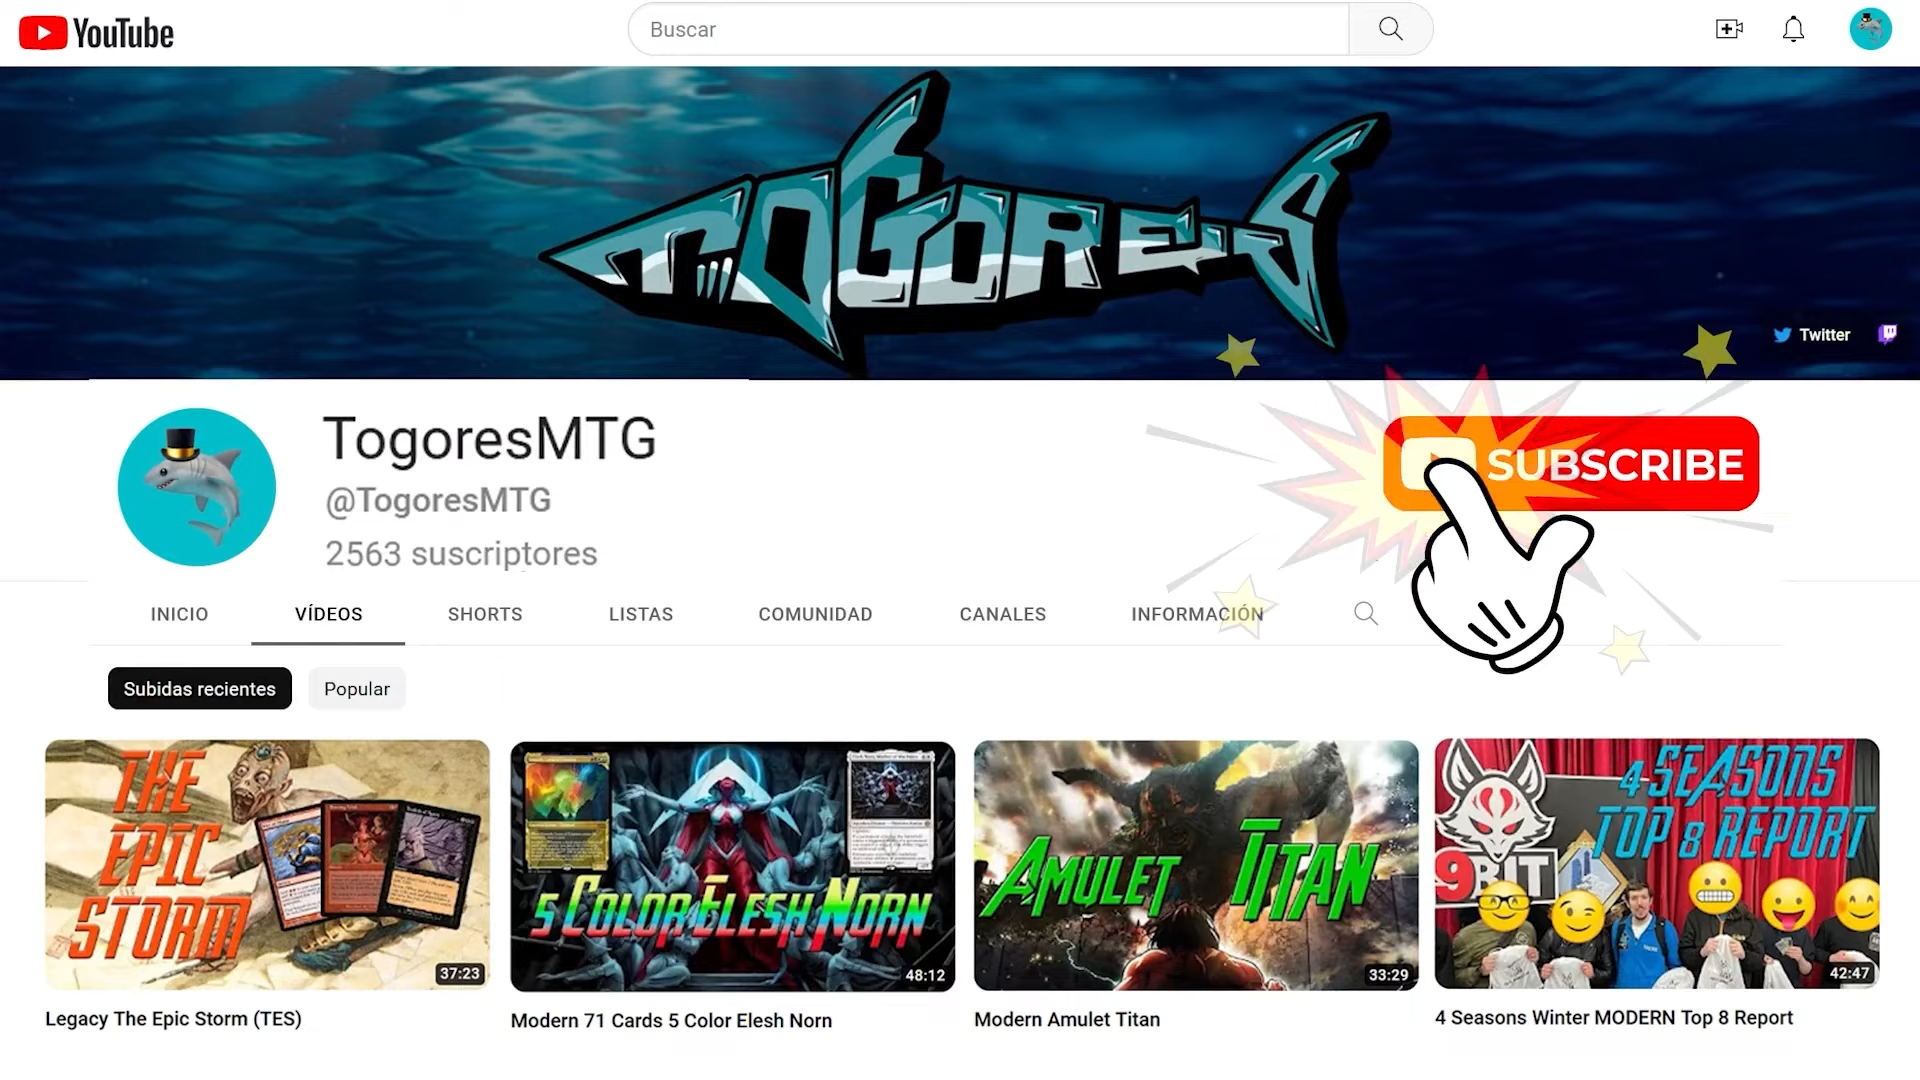 YouTube
Buscar
TOGORES
Twitter
TogoresMTG
@TogoresMTG
2563 suscriptores
SUBSCRIBE
INICIO
VÍDEOS
SHORTS
LISTAS
COMUNIDAD
CANALES
INFORMACIÓN
Subidas recientes
Popular
THE
EPIC
STORM
37:23
5 COLOR ELESH NORN
48:12
AMULET TITAN
33:29
4 SEASONS
TOP 8 REPORT
9BIT
42:47
Legacy The Epic Storm (TES)
Modern 71 Cards 5 Color Elesh Norn
Modern Amulet Titan
4 Seasons Winter MODERN Top 8 Report